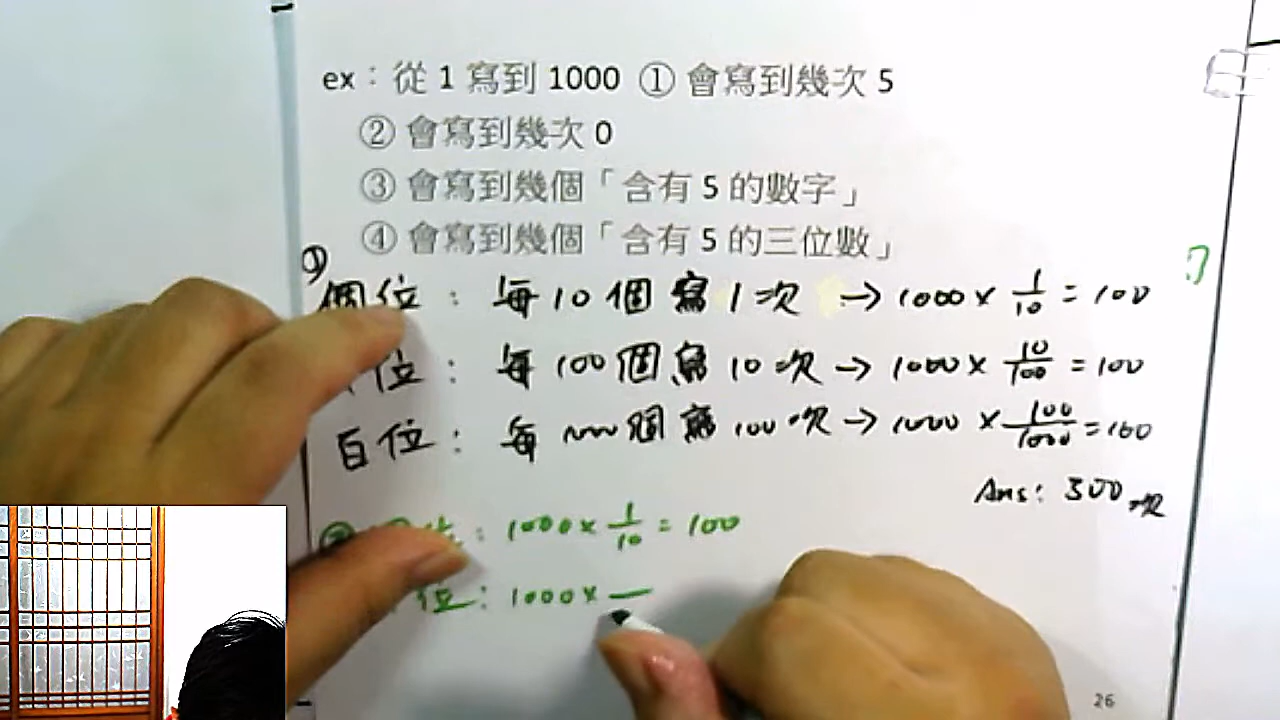 ex：從 1 寫到 1000 ① 會寫到幾次 5
② 會寫到幾次 0
③ 會寫到幾個「含有 5 的數字」
④ 會寫到幾個「含有 5 的三位數」
①
個位：每 10 個寫 1 次 → 1000 × 1/10 = 100
位：每 100 個寫 10 次 → 1000 × 10/100 = 100
百位：每 個寫 100 次 → 1000 × 100/1000 = 100
Ans：300 次
② 位：1000 × 1/10 = 100
位：1000 ×
26